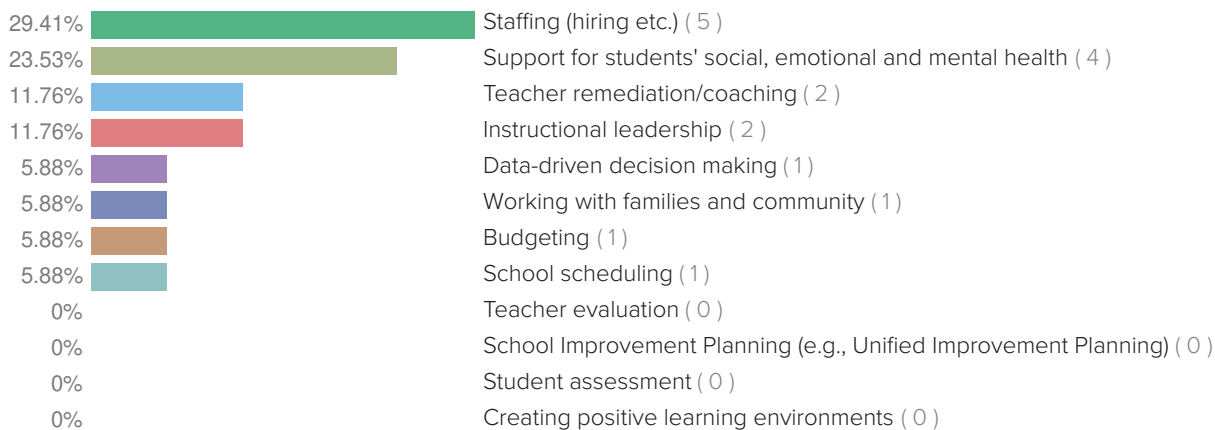 29.41% Staffing (hiring etc.) ( 5 )
23.53% Support for students' social, emotional and mental health ( 4 )
11.76% Teacher remediation/coaching ( 2 )
11.76% Instructional leadership ( 2 )
5.88% Data-driven decision making ( 1 )
5.88% Working with families and community ( 1 )
5.88% Budgeting ( 1 )
5.88% School scheduling ( 1 )
0% Teacher evaluation ( 0 )
0% School Improvement Planning (e.g., Unified Improvement Planning) ( 0 )
0% Student assessment ( 0 )
0% Creating positive learning environments ( 0 )